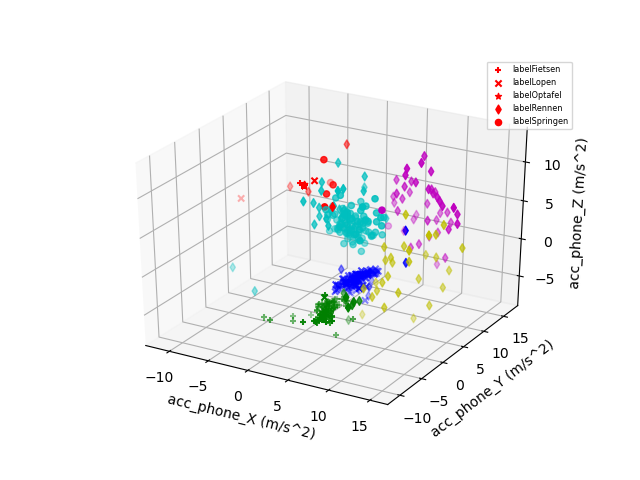 labelFietsen
labelLopen
labelOptafel
labelRennen
labelSpringen
10
5
0
−5
acc_phone_Z (m/s^2)
−10
−5
0
5
10
15
acc_phone_X (m/s^2)
−10
−5
0
5
10
15
acc_phone_Y (m/s^2)